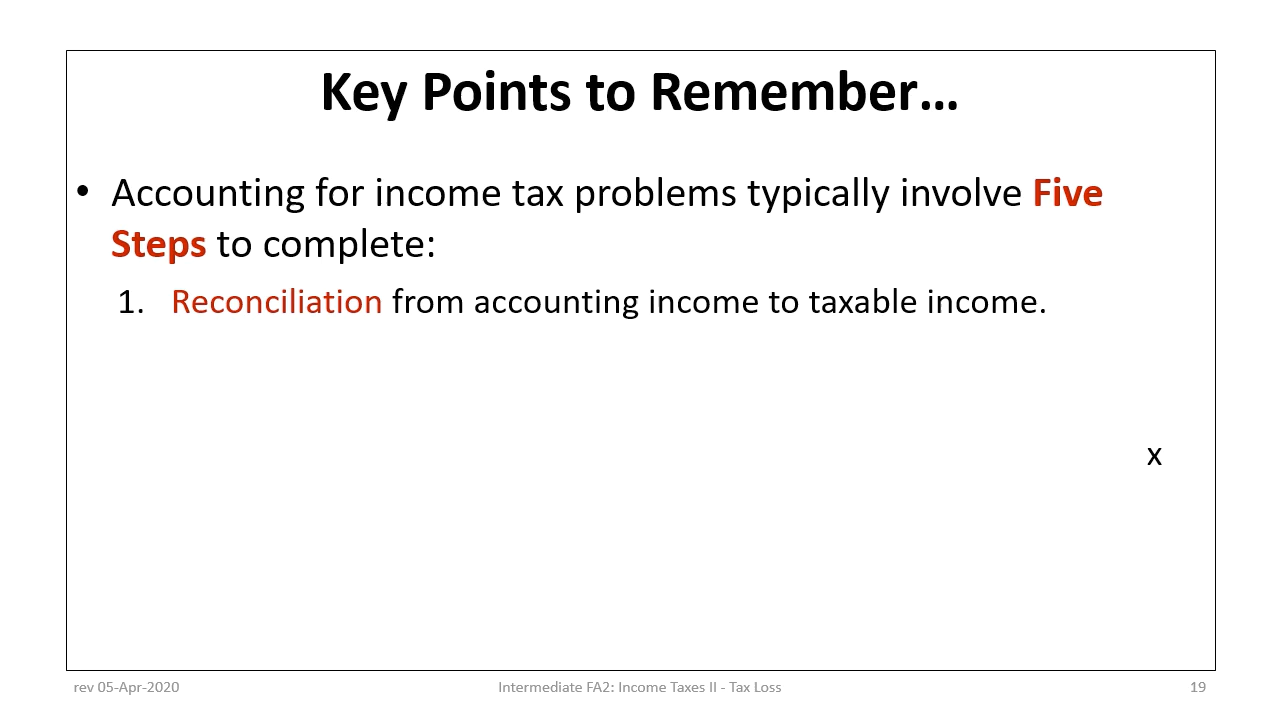 Key Points to Remember…
• Accounting for income tax problems typically involve Five
Steps to complete:
1. Reconciliation from accounting income to taxable income.
x
rev 05-Apr-2020
Intermediate FA2: Income Taxes II - Tax Loss
19